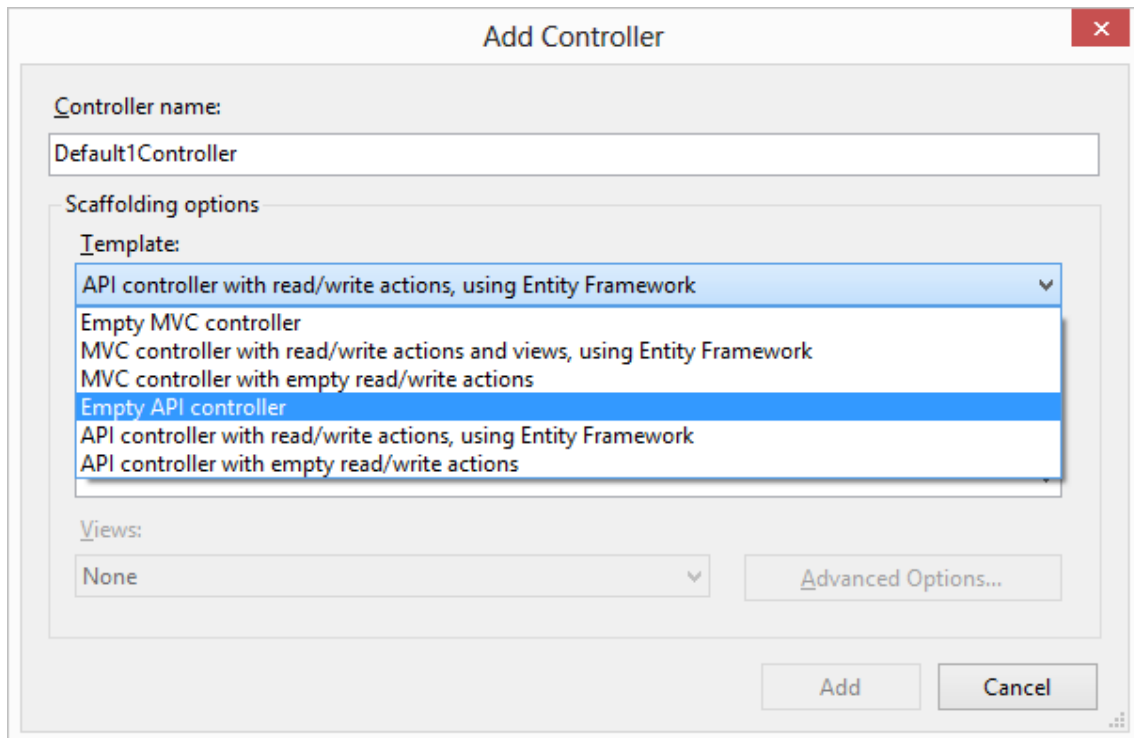 Add Controller
Controller name:
Default1Controller
Scaffolding options
Template:
API controller with read/write actions, using Entity Framework
Empty MVC controller
MVC controller with read/write actions and views, using Entity Framework
MVC controller with empty read/write actions
Empty API controller
API controller with read/write actions, using Entity Framework
API controller with empty read/write actions
Views:
None
Advanced Options...
Add
Cancel